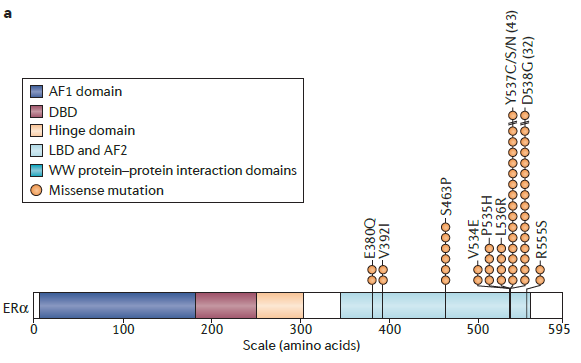 a
AF1 domain
DBD
Hinge domain
LBD and AF2
WW protein–protein interaction domains
Missense mutation
E380Q
V392I
S463P
V534E
P535H
L536R
Y537C/S/N (43)
D538G (32)
R555S
ERα
0 100 200 300 400 500 595
Scale (amino acids)